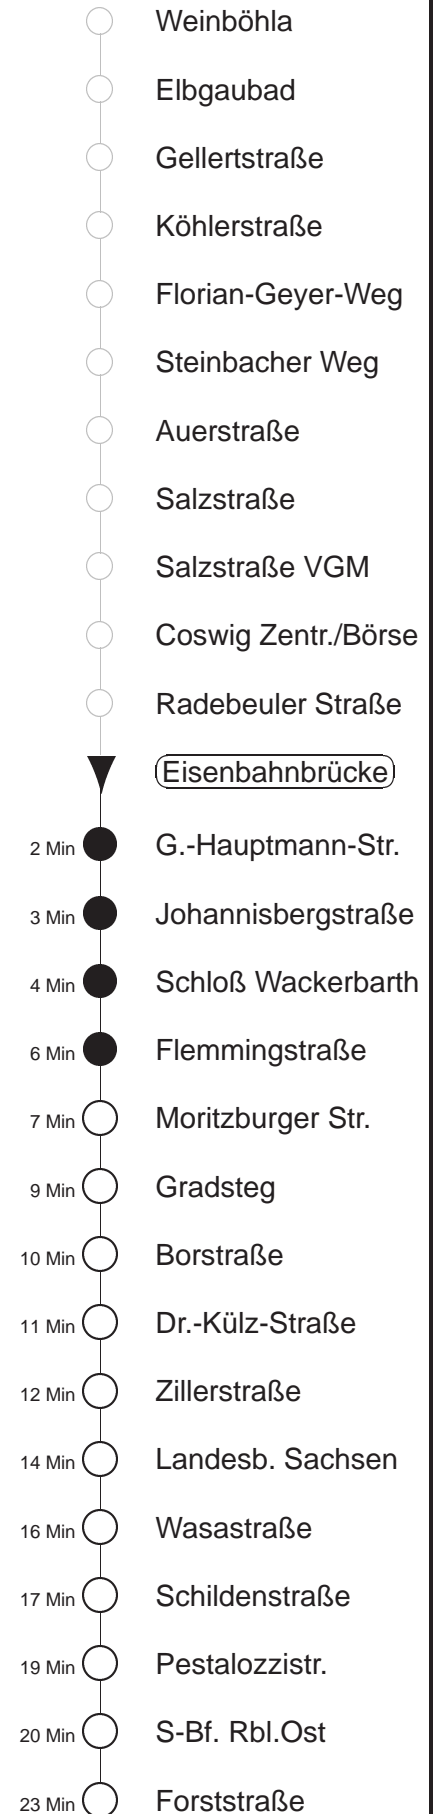 Weinböhla
Elbgaubad
Gellertstraße
Köhlerstraße
Florian-Geyer-Weg
Steinbacher Weg
Auerstraße
Salzstraße
Salzstraße VGM
Coswig Zentr./Börse
Radebeuler Straße
Eisenbahnbrücke
2 Min G.-Hauptmann-Str.
3 Min Johannisbergstraße
4 Min Schloß Wackerbarth
6 Min Flemmingstraße
7 Min Moritzburger Str.
9 Min Gradsteg
10 Min Borstraße
11 Min Dr.-Külz-Straße
12 Min Zillerstraße
14 Min Landesb. Sachsen
16 Min Wasastraße
17 Min Schildenstraße
19 Min Pestalozzistr.
20 Min S-Bf. Rbl.Ost
23 Min Forststraße